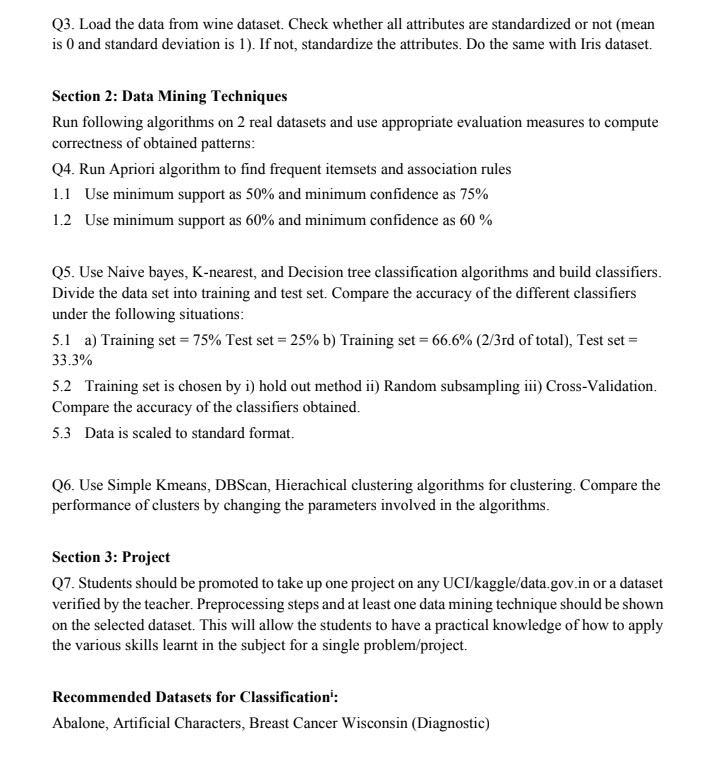 Q3. Load the data from wine dataset. Check whether all attributes are standardized or not (mean
is 0 and standard deviation is 1). If not, standardize the attributes. Do the same with Iris dataset.
Section 2: Data Mining Techniques
Run following algorithms on 2 real datasets and use appropriate evaluation measures to compute
correctness of obtained patterns:
Q4. Run Apriori algorithm to find frequent itemsets and association rules
1.1 Use minimum support as 50% and minimum confidence as 75%
1.2 Use minimum support as 60% and minimum confidence as 60 %
Q5. Use Naive bayes, K-nearest, and Decision tree classification algorithms and build classifiers.
Divide the data set into training and test set. Compare the accuracy of the different classifiers
under the following situations:
5.1 a) Training set = 75% Test set = 25% b) Training set = 66.6% (2/3rd of total), Test set =
33.3%
5.2 Training set is chosen by i) hold out method ii) Random subsampling iii) Cross-Validation.
Compare the accuracy of the classifiers obtained.
5.3 Data is scaled to standard format.
Q6. Use Simple Kmeans, DBScan, Hierachical clustering algorithms for clustering. Compare the
performance of clusters by changing the parameters involved in the algorithms.
Section 3: Project
Q7. Students should be promoted to take up one project on any UCI/kaggle/data.gov.in or a dataset
verified by the teacher. Preprocessing steps and at least one data mining technique should be shown
on the selected dataset. This will allow the students to have a practical knowledge of how to apply
the various skills learnt in the subject for a single problem/project.
Recommended Datasets for Classificationⁱ:
Abalone, Artificial Characters, Breast Cancer Wisconsin (Diagnostic)